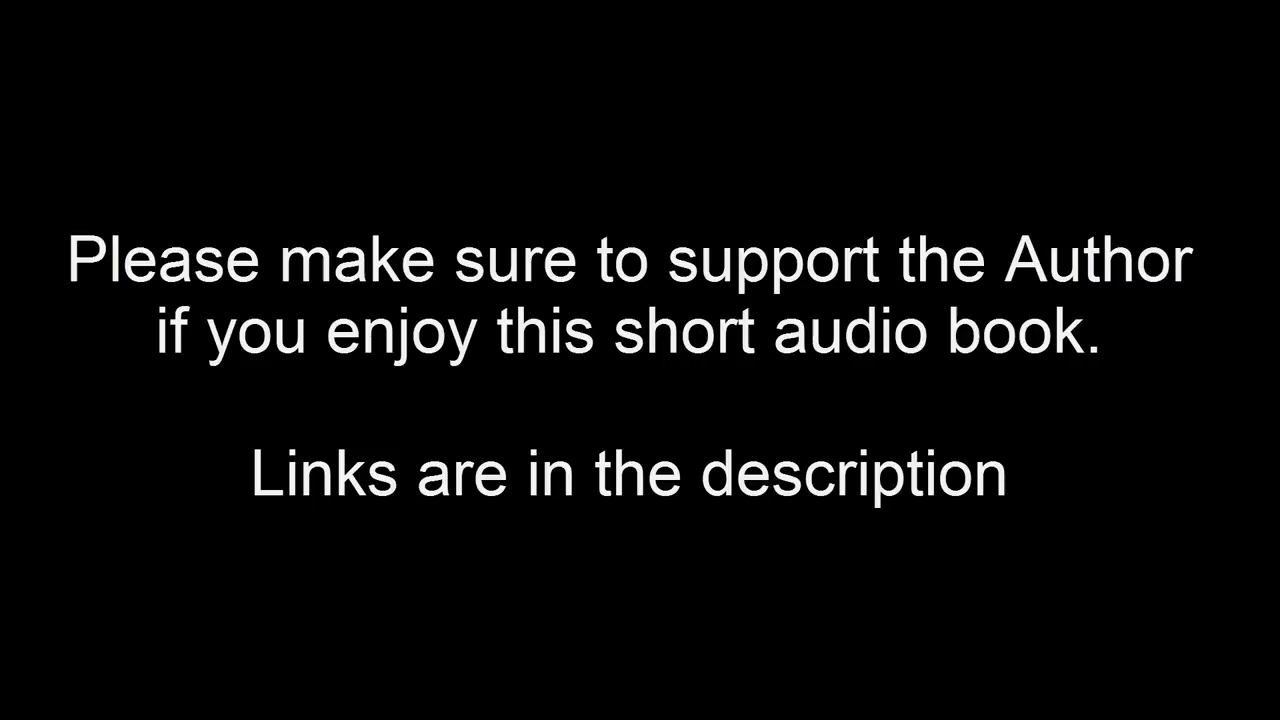 Please make sure to support the Author
if you enjoy this short audio book.
Links are in the description